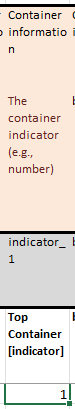 Container
informatio
n
The
container
indicator
(e.g.,
number)
indicator_
1
Top
Container
[indicator]
1